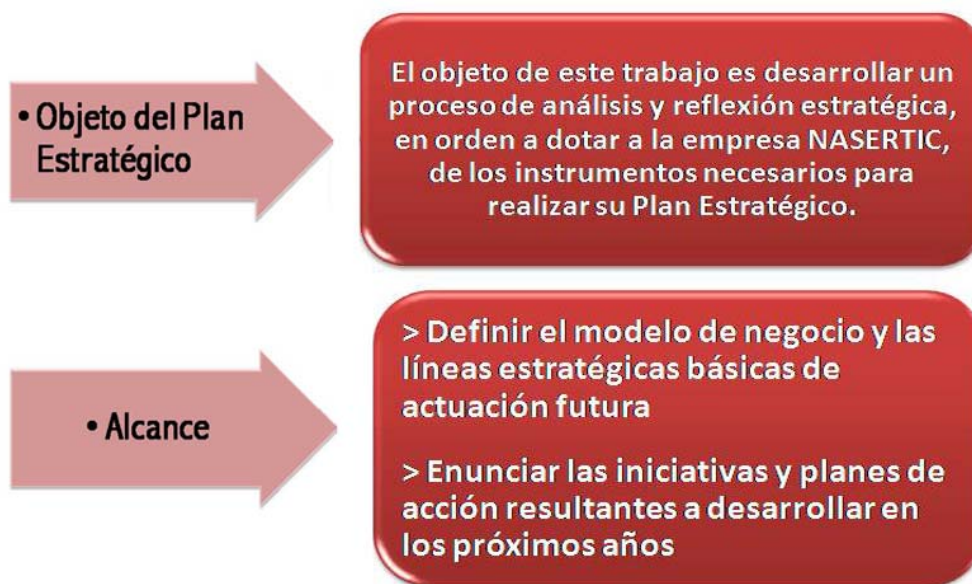 • Objeto del Plan
Estratégico
El objeto de este trabajo es desarrollar un
proceso de análisis y reflexión estratégica,
en orden a dotar a la empresa NASERTIC,
de los instrumentos necesarios para
realizar su Plan Estratégico.
• Alcance
> Definir el modelo de negocio y las
líneas estratégicas básicas de
actuación futura
> Enunciar las iniciativas y planes de
acción resultantes a desarrollar en
los próximos años